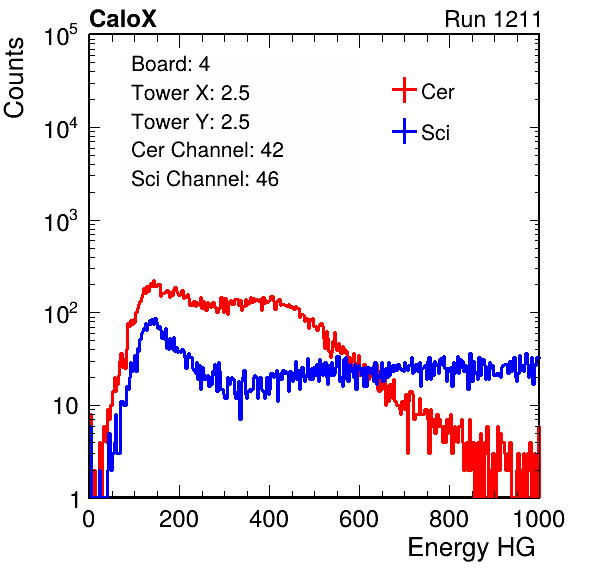 CaloX Run 1211
Counts
Board: 4
Tower X: 2.5
Tower Y: 2.5
Cer Channel: 42
Sci Channel: 46
Cer
Sci
10^5
10^4
10^3
10^2
10
1
0 200 400 600 800 1000
Energy HG